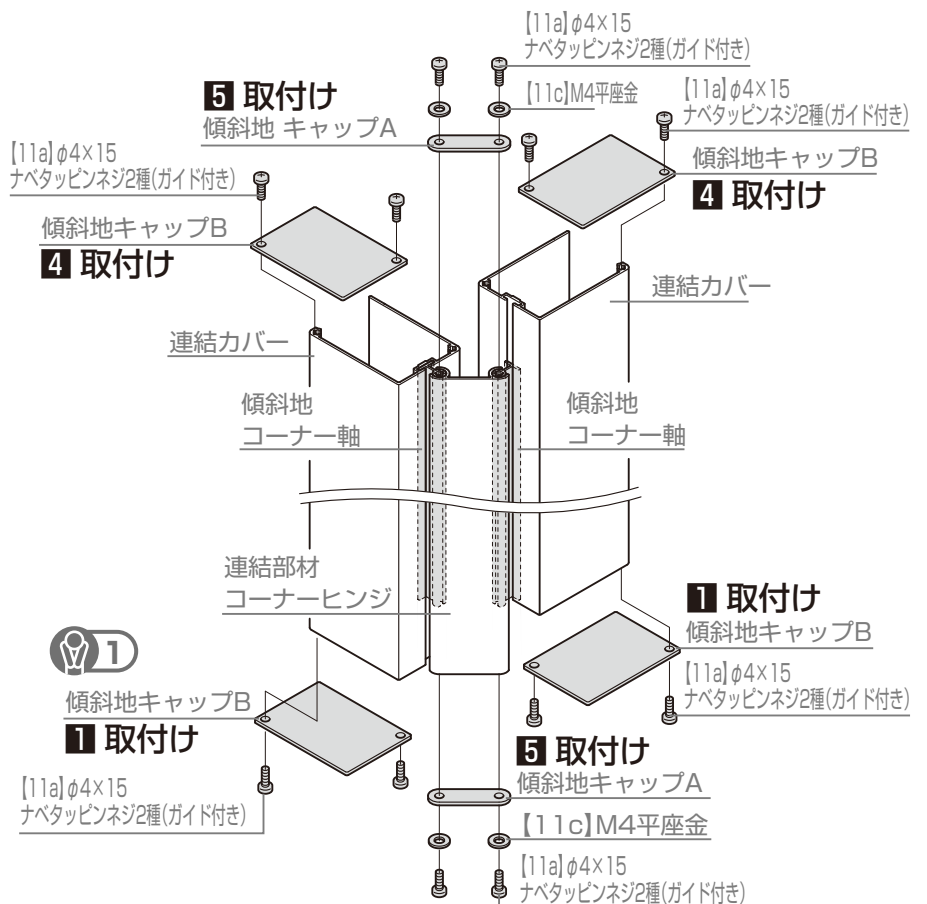 【11a】φ4×15
ナベタッピンネジ2種(ガイド付き)
5 取付け
傾斜地 キャップA
【11c】M4平座金
【11a】φ4×15
ナベタッピンネジ2種(ガイド付き)
【11a】φ4×15
ナベタッピンネジ2種(ガイド付き)
傾斜地キャップB
4 取付け
傾斜地キャップB
4 取付け
連結カバー
連結カバー
傾斜地
コーナー軸
傾斜地
コーナー軸
連結部材
コーナーヒンジ
1 取付け
傾斜地キャップB
【11a】φ4×15
ナベタッピンネジ2種(ガイド付き)
1
傾斜地キャップB
1 取付け
【11a】φ4×15
ナベタッピンネジ2種(ガイド付き)
5 取付け
傾斜地キャップA
【11c】M4平座金
【11a】φ4×15
ナベタッピンネジ2種(ガイド付き)